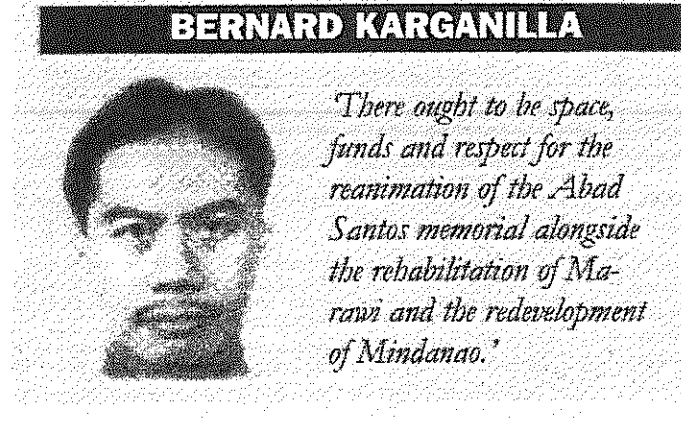 BERNARD KARGANILLA
'There ought to be space,
funds and respect for the
reanimation of the Abad
Santos memorial alongside
the rehabilitation of Ma-
rawi and the redevelopment
of Mindanao.'